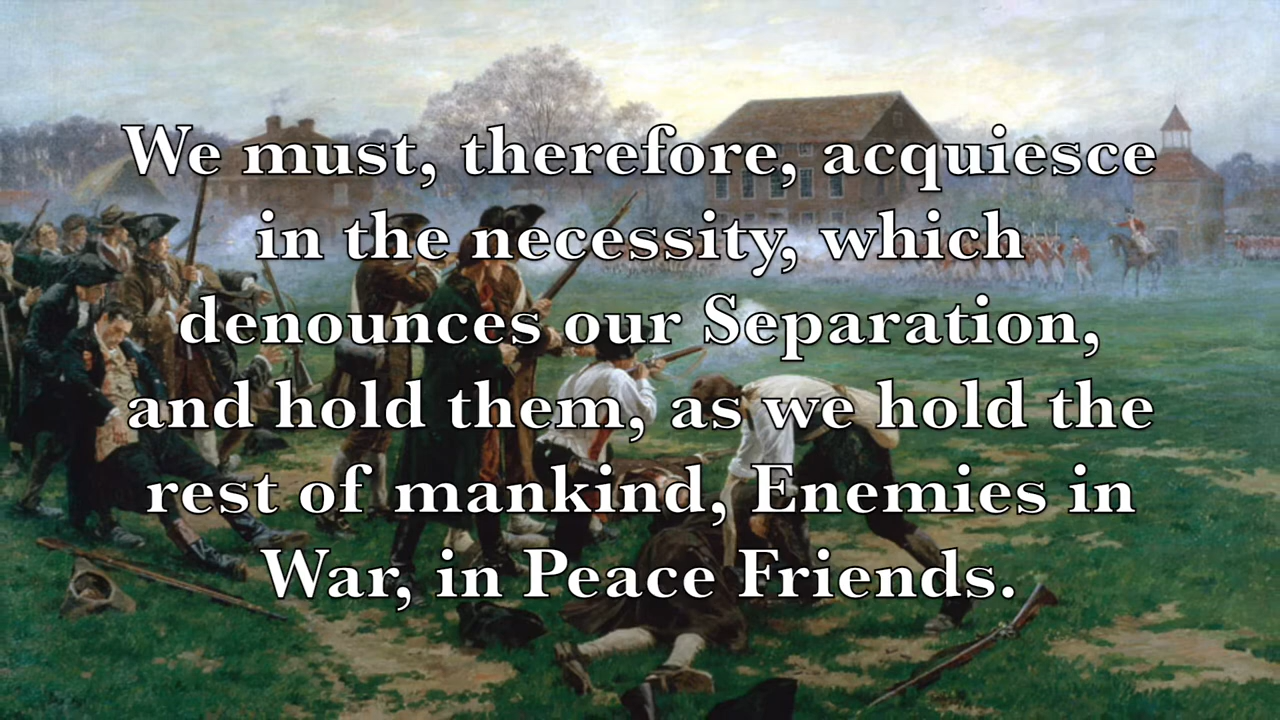 We must, therefore, acquiesce
in the necessity, which
denounces our Separation,
and hold them, as we hold the
rest of mankind, Enemies in
War, in Peace Friends.